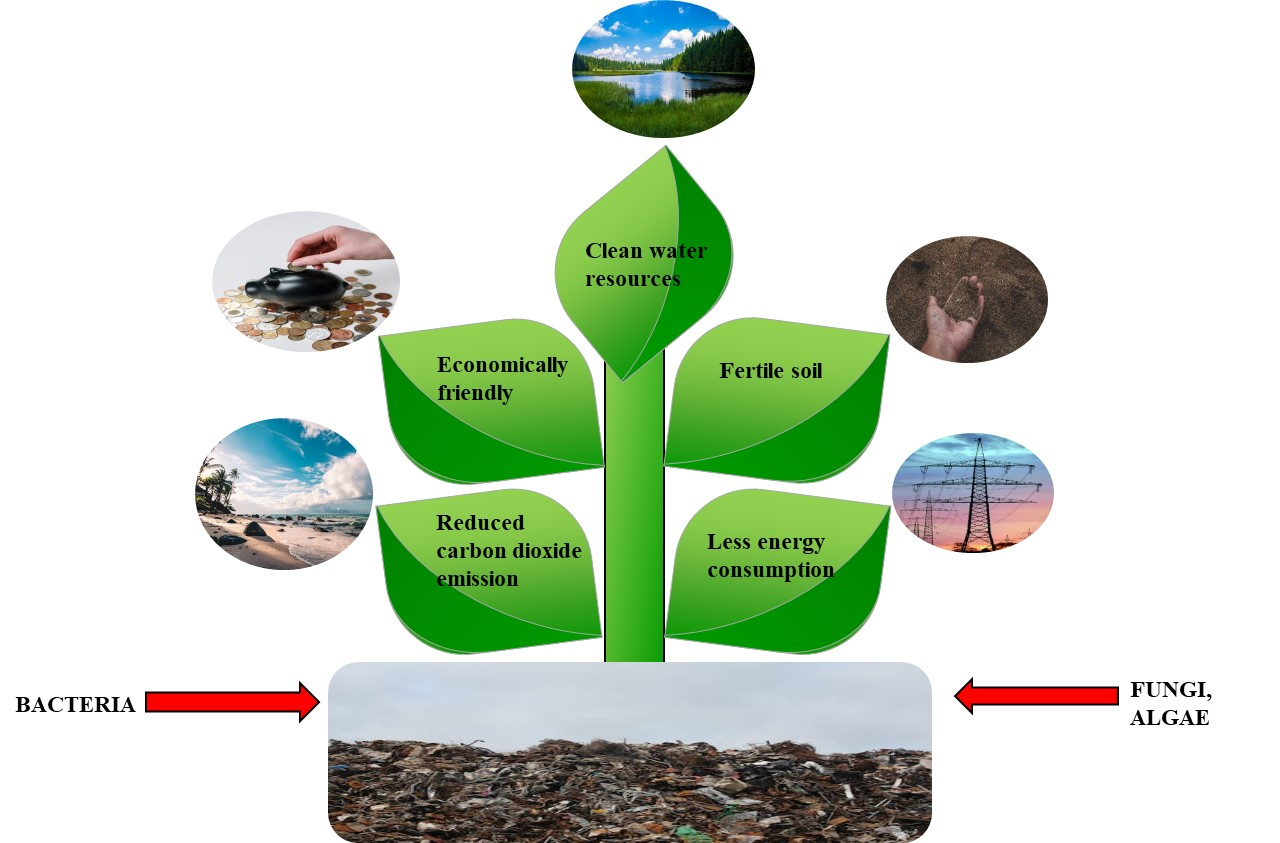 Clean water
resources
Economically
friendly
Fertile soil
Reduced
carbon dioxide
emission
Less energy
consumption
BACTERIA
FUNGI,
ALGAE